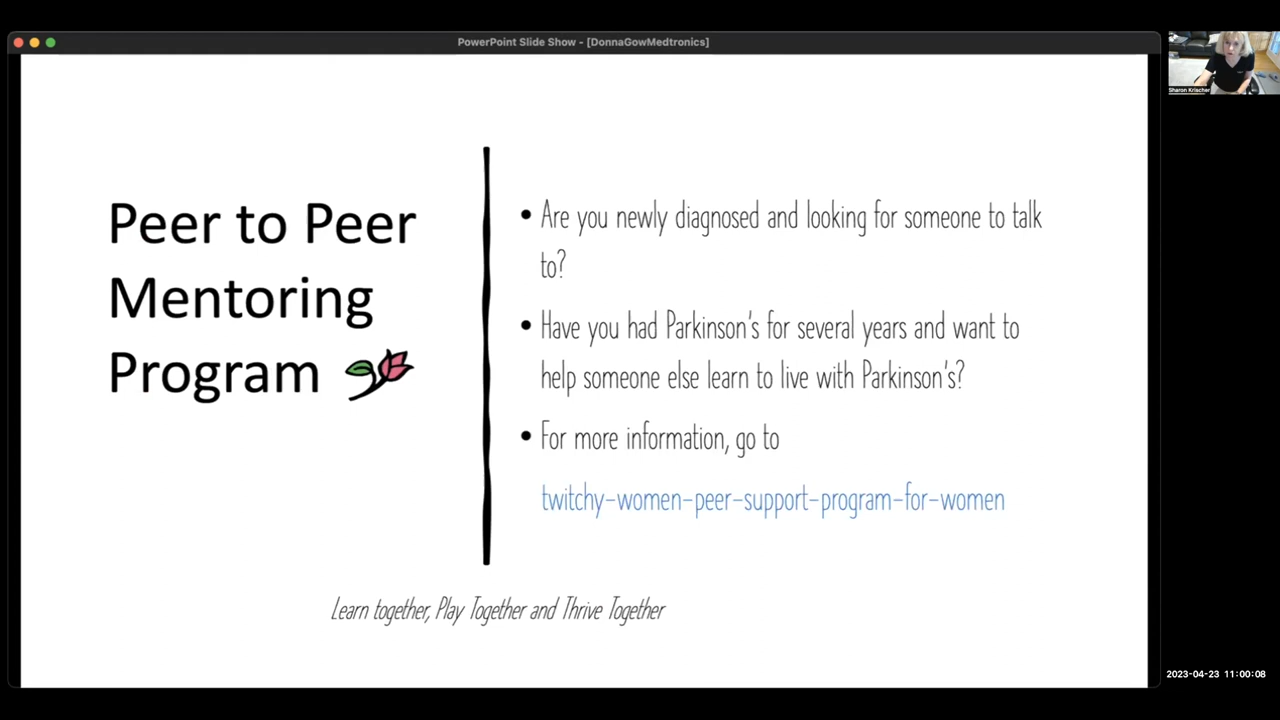 PowerPoint Slide Show - [DonnaGowMedtronics]
Sharon Krischer
Peer to Peer
Mentoring
Program
• Are you newly diagnosed and looking for someone to talk
to?
• Have you had Parkinson's for several years and want to
help someone else learn to live with Parkinson's?
• For more information, go to
twitchy-women-peer-support-program-for-women
Learn together, Play Together and Thrive Together
2023-04-23 11:00:08